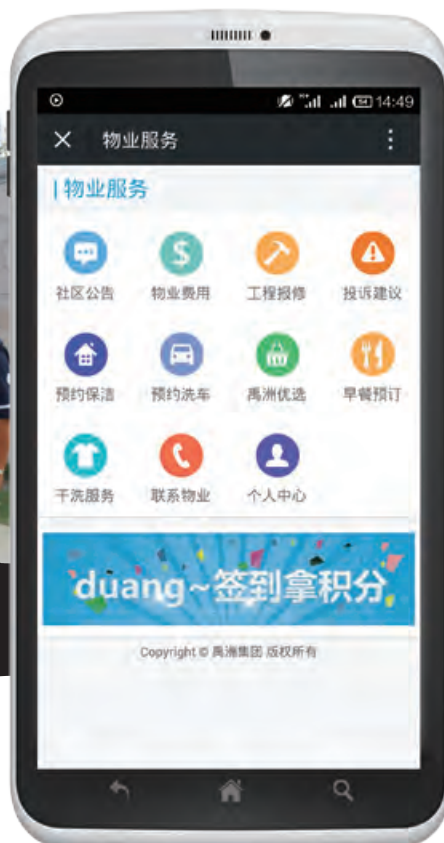 54 14:49
物业服务
物业服务
社区公告 物业费用 工程报修 投诉建议
预约保洁 预约洗车 禹洲优选 早餐预订
干洗服务 联系物业 个人中心
duang~签到拿积分
Copyright © 禹洲集团 版权所有